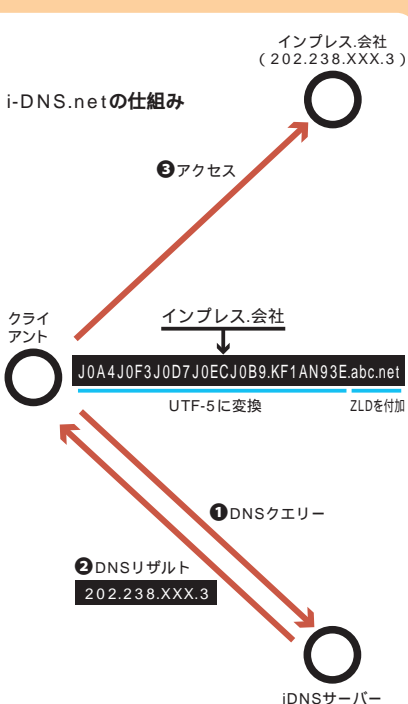 インプレス.会社
(202.238.XXX.3)
i-DNS.netの仕組み
❸アクセス
クライ
アント
インプレス.会社
J0A4J0F3J0D7J0ECJ0B9.KF1AN93E.abc.net
UTF-5に変換
ZLDを付加
❶DNSクエリー
❷DNSリザルト
202.238.XXX.3
iDNSサーバー